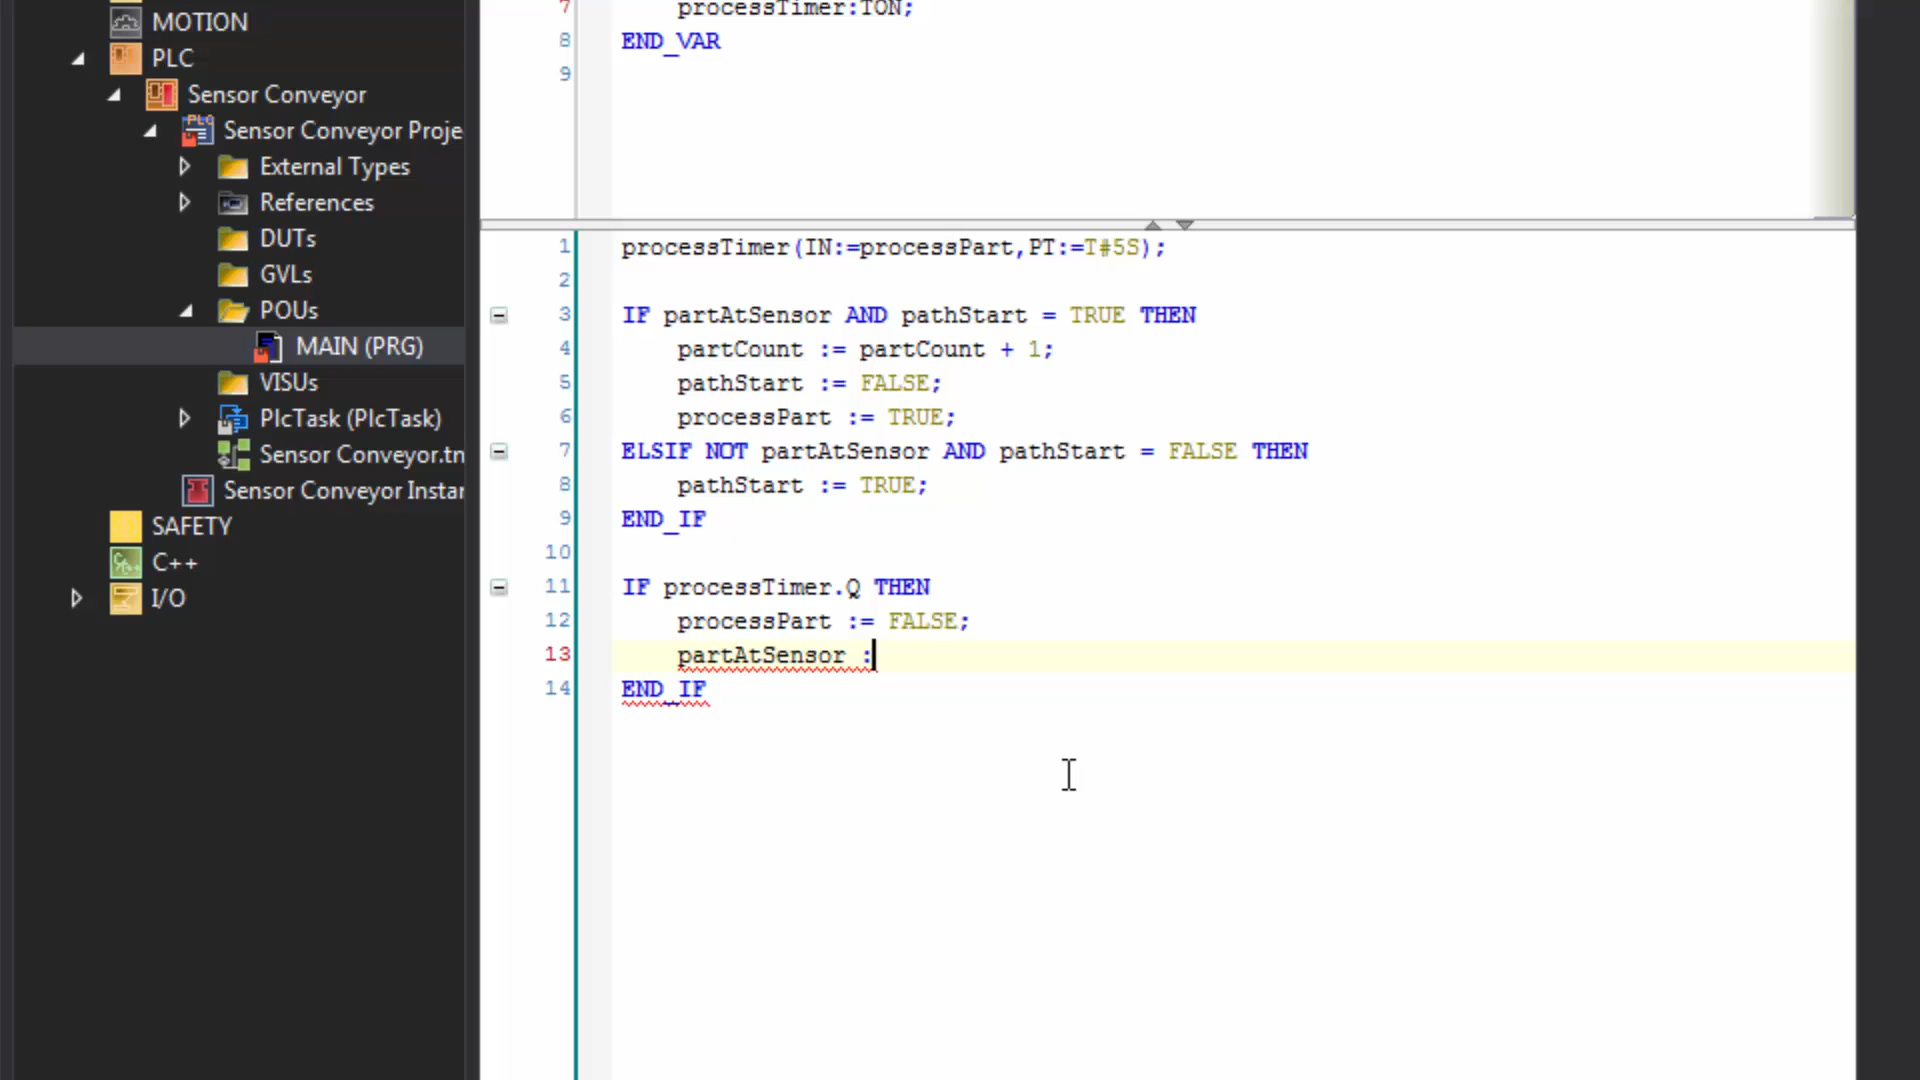 MOTION
PLC
Sensor Conveyor
Sensor Conveyor Proje
External Types
References
DUTs
GVLs
POUs
MAIN (PRG)
VISUs
PlcTask (PlcTask)
Sensor Conveyor.tm
Sensor Conveyor Instar
SAFETY
C++
I/O
7 processTimer:TON;
8 END_VAR
9
1 processTimer(IN:=processPart,PT:=T#5S);
2
3 IF partAtSensor AND pathStart = TRUE THEN
4 partCount := partCount + 1;
5 pathStart := FALSE;
6 processPart := TRUE;
7 ELSIF NOT partAtSensor AND pathStart = FALSE THEN
8 pathStart := TRUE;
9 END_IF
10
11 IF processTimer.Q THEN
12 processPart := FALSE;
13 partAtSensor :
14 END_IF